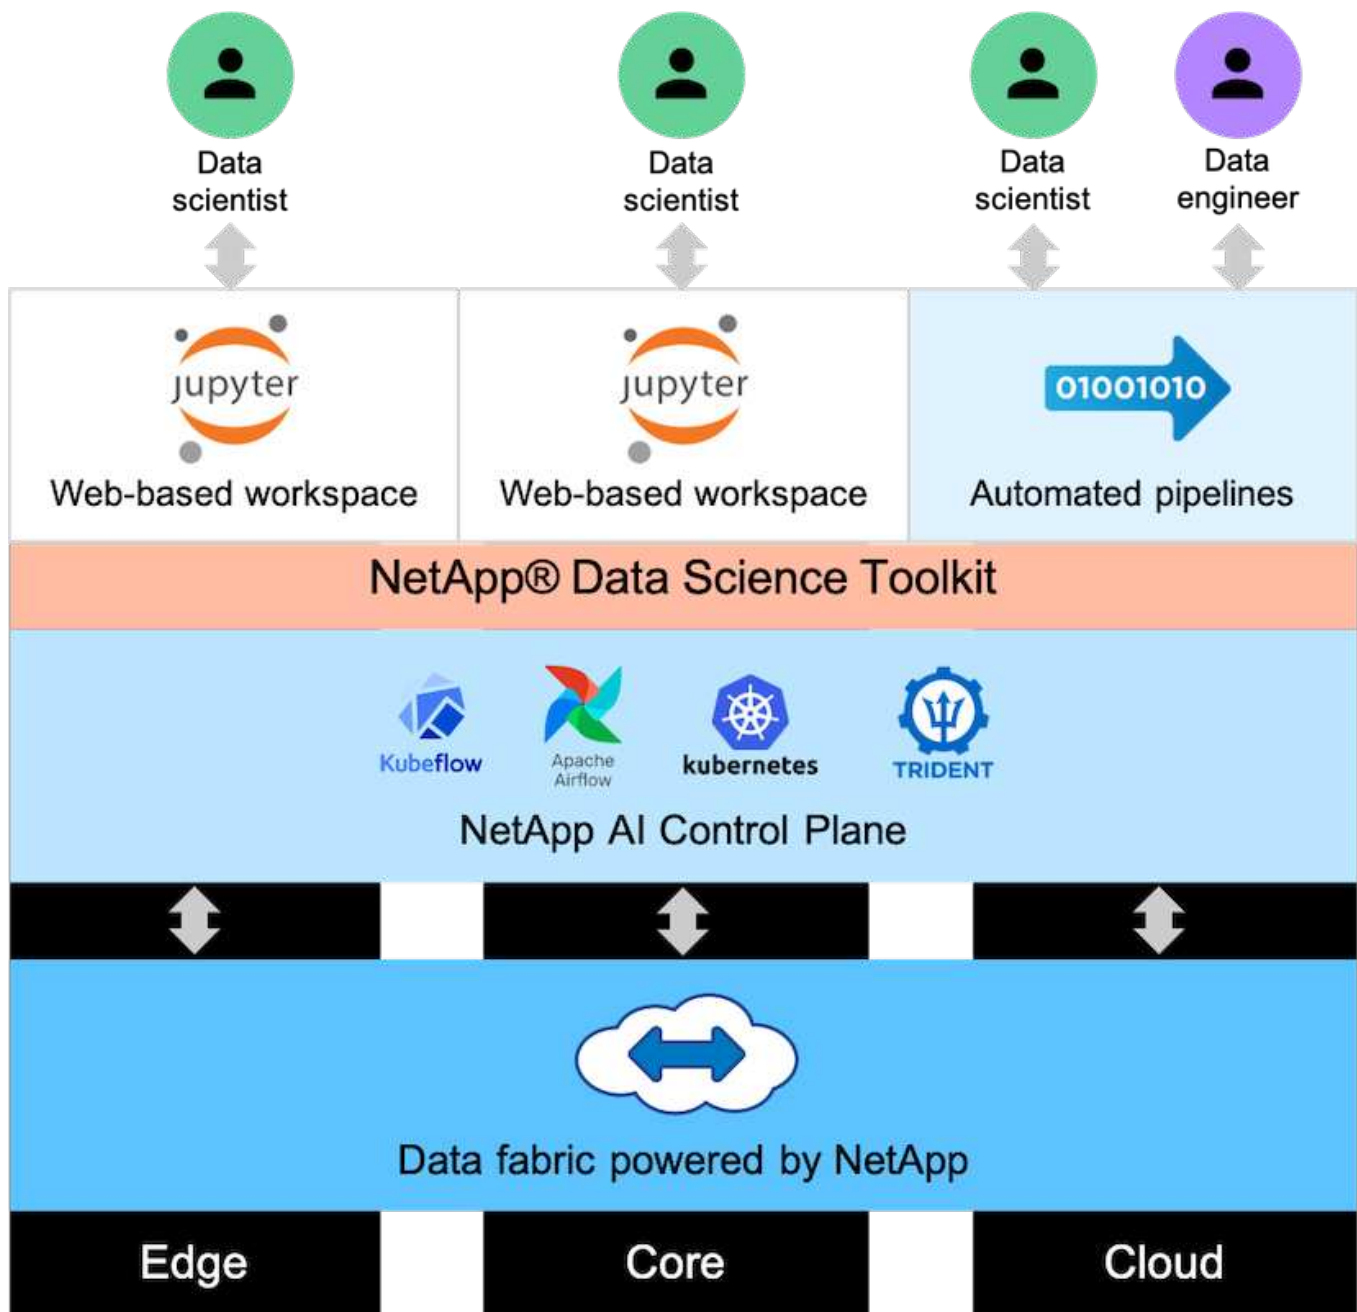 Data
scientist
Data
scientist
Data
scientist
Data
engineer
jupyter
jupyter
01001010
Web-based workspace
Web-based workspace
Automated pipelines
NetApp® Data Science Toolkit
Kubeflow
Apache
Airflow
kubernetes
TRIDENT
NetApp AI Control Plane
Data fabric powered by NetApp
Edge
Core
Cloud